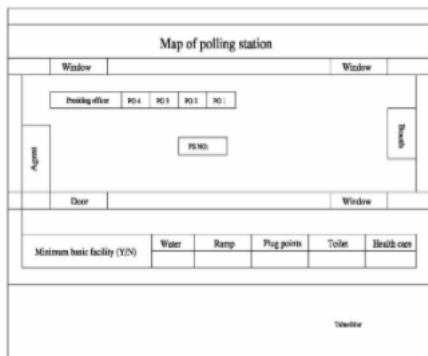 Map of polling station
Window Window
Presiding officer PO 4 PO 3 PO 2 PO 1
Booth
PS NO:
Agent
Door Window
Minimum basic facility (Y/N) Water Ramp Plug points Toilet Health care
Tahsildar